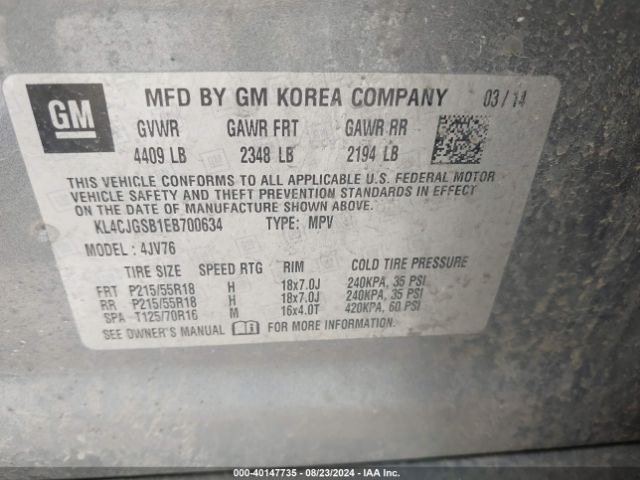 GM MFD BY GM KOREA COMPANY 03 / 14
GVWR GAWR FRT GAWR RR
4409 LB 2348 LB 2194 LB
THIS VEHICLE CONFORMS TO ALL APPLICABLE U.S. FEDERAL MOTOR
VEHICLE SAFETY AND THEFT PREVENTION STANDARDS IN EFFECT
ON THE DATE OF MANUFACTURE SHOWN ABOVE.
KL4CJGSB1EB700634 TYPE: MPV
MODEL: 4JV76
TIRE SIZE SPEED RTG RIM COLD TIRE PRESSURE
FRT P215/55R18 H 18x7.0J 240KPA, 35 PSI
RR P215/55R18 H 18x7.0J 240KPA, 35 PSI
SPA T125/70R16 M 16x4.0T 420KPA, 60 PSI
SEE OWNER'S MANUAL FOR MORE INFORMATION.
000-40147735 - 08/23/2024 - IAA Inc.